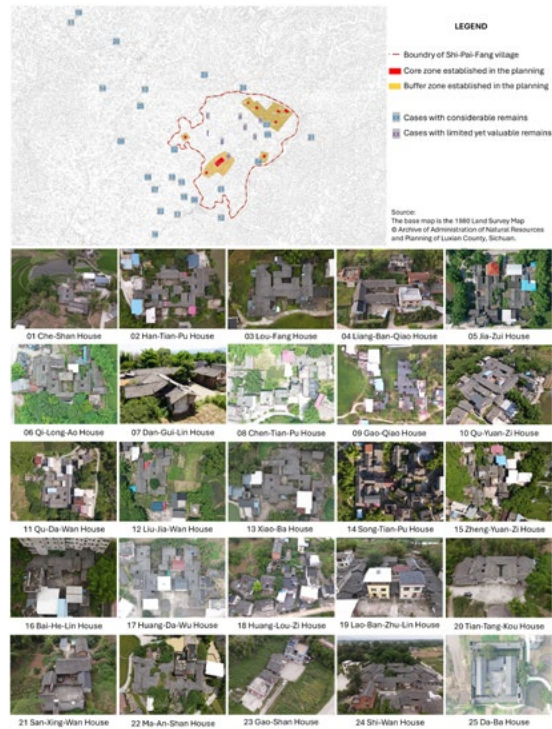 LEGEND
Boundry of Shi-Pai-Fang village
Core zone established in the planning
Buffer zone established in the planning
Cases with considerable remains
Cases with limited yet valuable remains
Source:
The base map is the 1980 Land Survey Map
© Archive of Administration of Natural Resources
and Planning of Luxian County, Sichuan.
01 Che-Shan House
02 Han-Tian-Pu House
03 Lou-Fang House
04 Liang-Ban-Qiao House
05 Jia-Zui House
06 Qi-Long-Ao House
07 Dan-Gui-Lin House
08 Chen-Tian-Pu House
09 Gao-Qiao House
10 Qu-Yuan-Zi House
11 Qu-Da-Wan House
12 Liu-Jia-Wan House
13 Xiao-Ba House
14 Song-Tian-Pu House
15 Zheng-Yuan-Zi House
16 Bai-He-Lin House
17 Huang-Da-Wu House
18 Huang-Lou-Zi House
19 Lao-Ban-Zhu-Lin House
20 Tian-Tang-Kou House
21 San-Xing-Wan House
22 Ma-An-Shan House
23 Gao-Shan House
24 Shi-Wan House
25 Da-Ba House